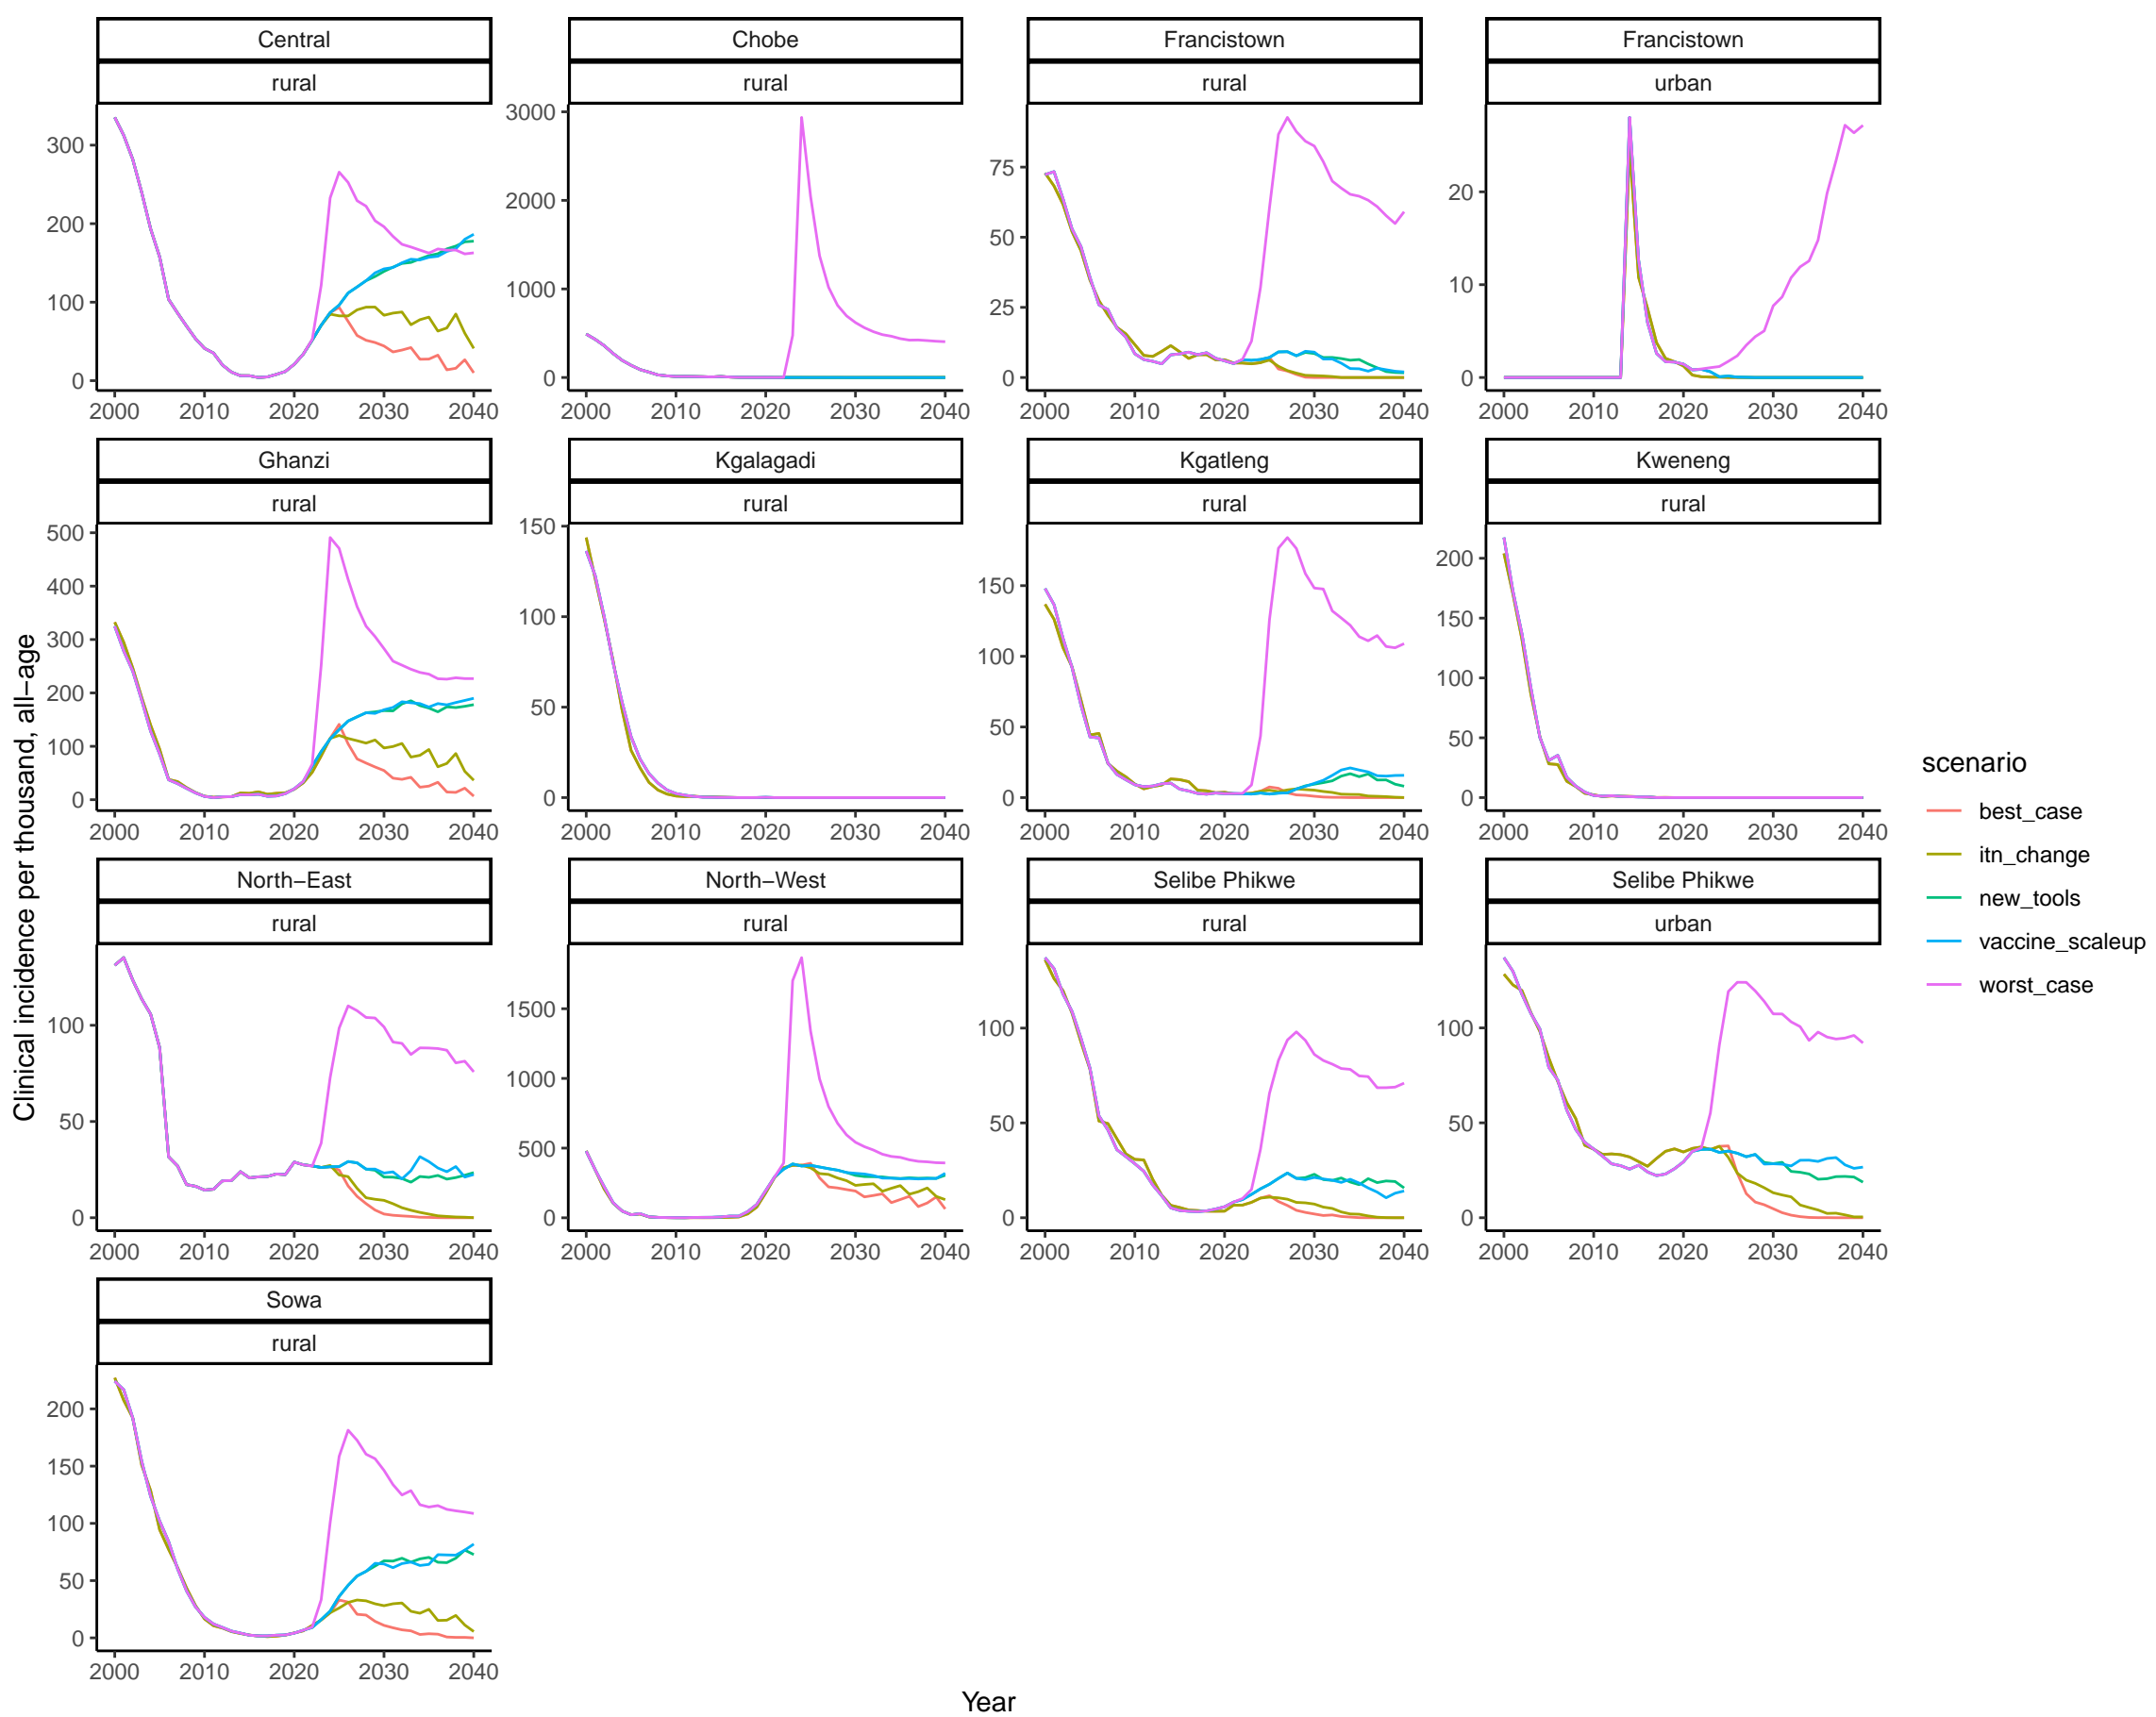 Central
Chobe
Francistown
Francistown
rural
rural
rural
urban
300
200
100
0
3000
2000
1000
0
75
50
25
0
20
10
0
2000 2010 2020 2030 2040
2000 2010 2020 2030 2040
2000 2010 2020 2030 2040
2000 2010 2020 2030 2040
Ghanzi
Kgalagadi
Kgatleng
Kweneng
rural
rural
rural
rural
500
400
300
200
100
0
150
100
50
0
150
100
50
0
200
150
100
50
0
2000 2010 2020 2030 2040
2000 2010 2020 2030 2040
2000 2010 2020 2030 2040
2000 2010 2020 2030 2040
North−East
North−West
Selibe Phikwe
Selibe Phikwe
rural
rural
rural
urban
100
50
0
1500
1000
500
0
100
50
0
100
50
0
2000 2010 2020 2030 2040
2000 2010 2020 2030 2040
2000 2010 2020 2030 2040
2000 2010 2020 2030 2040
Sowa
rural
200
150
100
50
0
2000 2010 2020 2030 2040
Year
Clinical incidence per thousand, all−age
scenario
best_case
itn_change
new_tools
vaccine_scaleup
worst_case